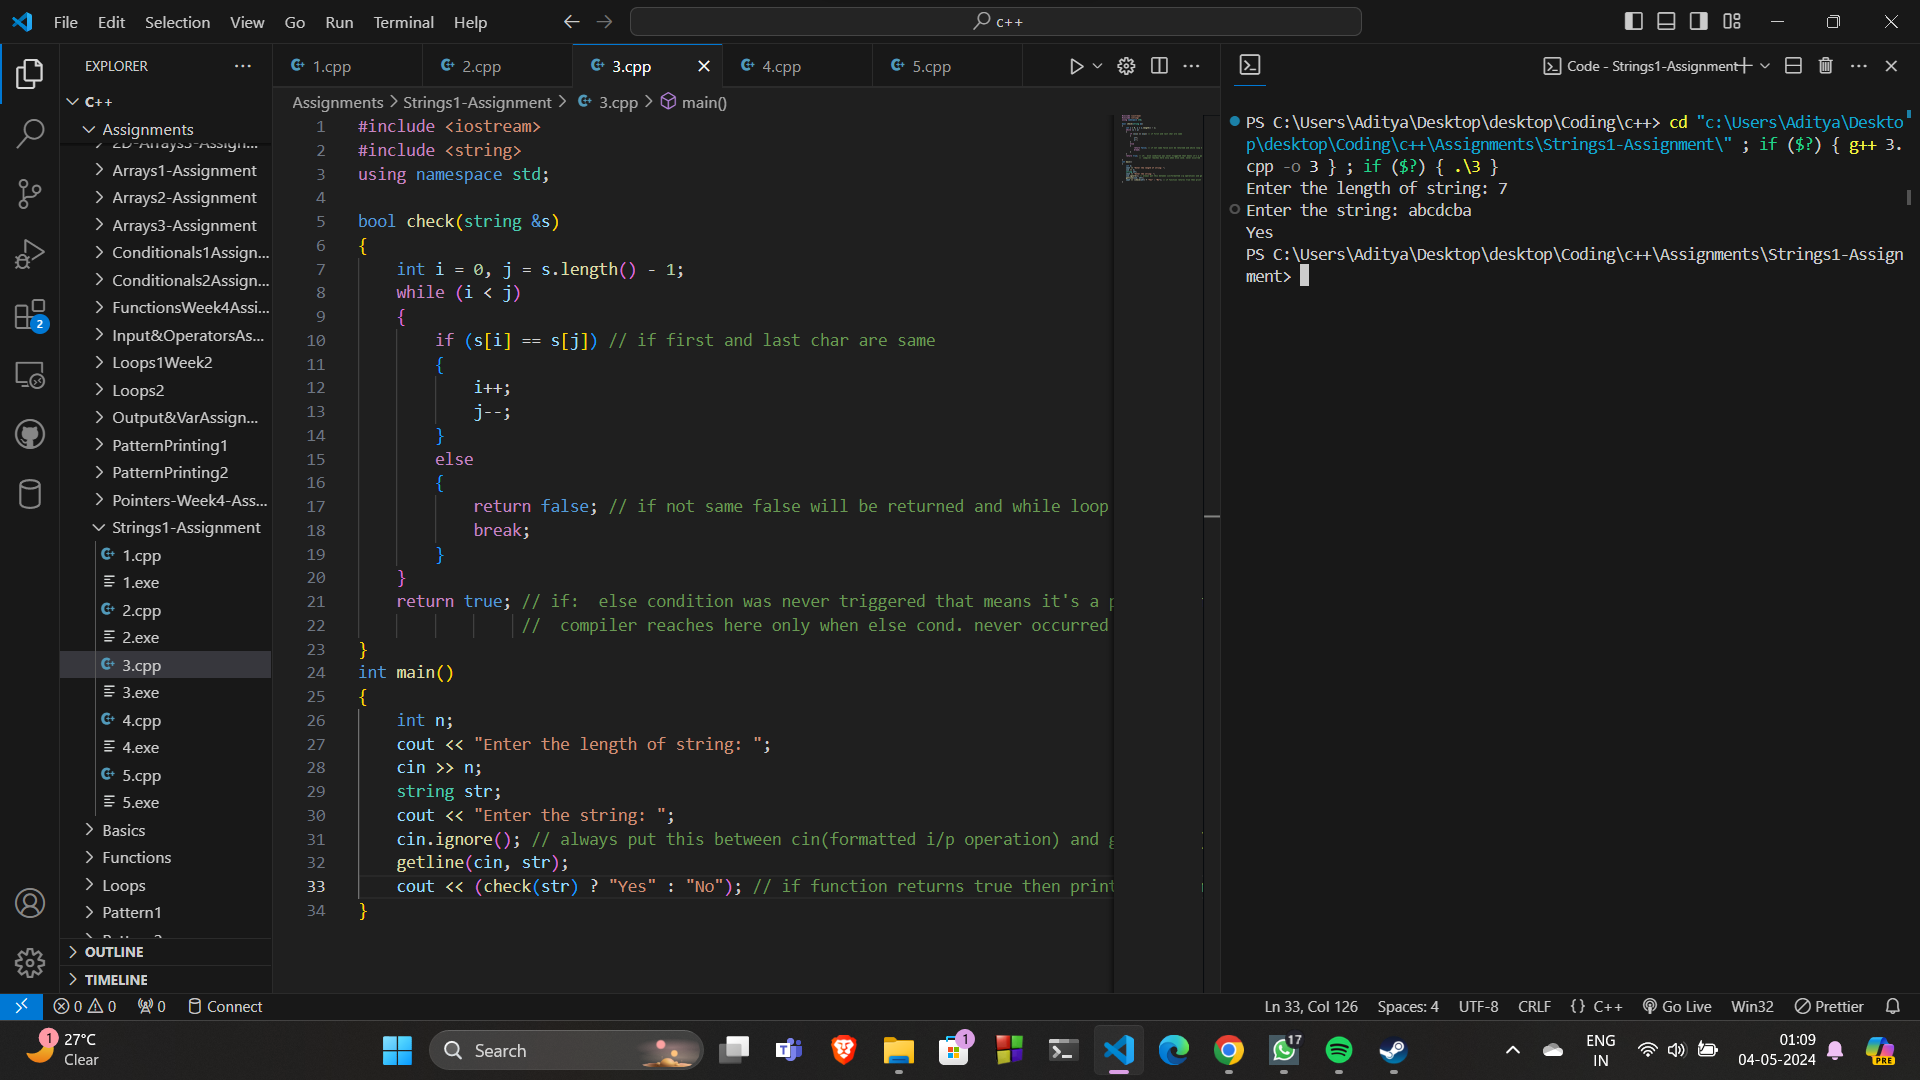 File Edit Selection View Go Run Terminal Help
c++
EXPLORER
C++
Assignments
Arrays1-Assignment
Arrays2-Assignment
Arrays3-Assignment
Conditionals1Assign...
Conditionals2Assign...
FunctionsWeek4Assi...
Input&OperatorsAs...
Loops1Week2
Loops2
Output&VarAssign...
PatternPrinting1
PatternPrinting2
Pointers-Week4-Ass...
Strings1-Assignment
1.cpp
1.exe
2.cpp
2.exe
3.cpp
3.exe
4.cpp
4.exe
5.cpp
5.exe
Basics
Functions
Loops
Pattern1
OUTLINE
TIMELINE
2
1.cpp 2.cpp 3.cpp 4.cpp 5.cpp
Assignments > Strings1-Assignment > 3.cpp > main()
1 #include <iostream>
2 #include <string>
3 using namespace std;
4
5 bool check(string &s)
6 {
7 int i = 0, j = s.length() - 1;
8 while (i < j)
9 {
10 if (s[i] == s[j]) // if first and last char are same
11 {
12 i++;
13 j--;
14 }
15 else
16 {
17 return false; // if not same false will be returned and while loop
18 break;
19 }
20 }
21 return true; // if:  else condition was never triggered that means it's a
22 //  compiler reaches here only when else cond. never occurred
23 }
24 int main()
25 {
26 int n;
27 cout << "Enter the length of string: ";
28 cin >> n;
29 string str;
30 cout << "Enter the string: ";
31 cin.ignore(); // always put this between cin(formatted i/p operation) and
32 getline(cin, str);
33 cout << (check(str) ? "Yes" : "No"); // if function returns true then print
34 }
Code - Strings1-Assignment
PS C:\Users\Aditya\Desktop\desktop\Coding\c++> cd "c:\Users\Aditya\Deskto
p\desktop\Coding\c++\Assignments\Strings1-Assignment\" ; if ($?) { g++ 3.
cpp -o 3 } ; if ($?) { .\3 }
Enter the length of string: 7
Enter the string: abcdcba
Yes
PS C:\Users\Aditya\Desktop\desktop\Coding\c++\Assignments\Strings1-Assign
ment>
0 0 0 Connect
Ln 33, Col 126 Spaces: 4 UTF-8 CRLF {} C++ Go Live Win32 Prettier
1
27°C
Clear
Search
1
17
ENG
IN
01:09
04-05-2024
PRE